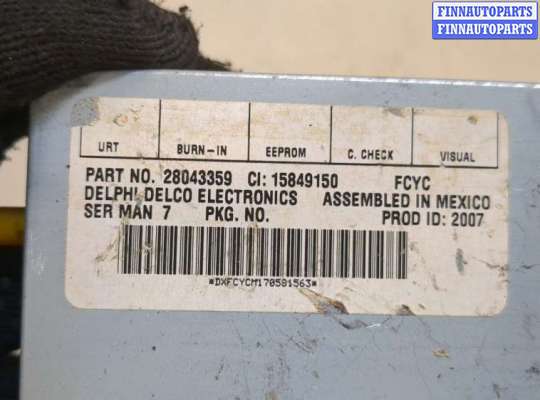 FINNAUTOPARTS
FINNAUTOPARTS
URT BURN-IN EEPROM C. CHECK VISUAL
PART NO. 28043359 CI: 15849150 FCYC
DELPHI DELCO ELECTRONICS ASSEMBLED IN MEXICO
SER MAN 7 PKG. NO. PROD ID: 2007
*DXFCYCM170581563*